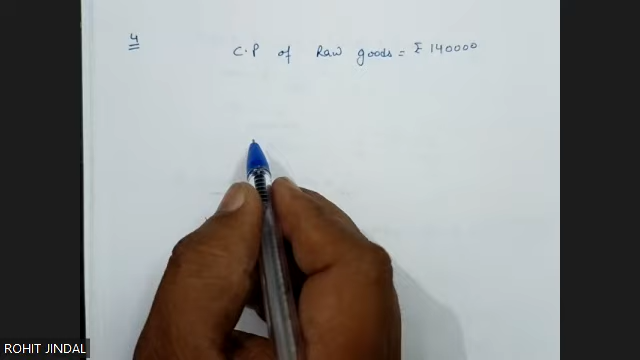 4
C.P of Raw goods = ₹ 140000
ROHIT JINDAL